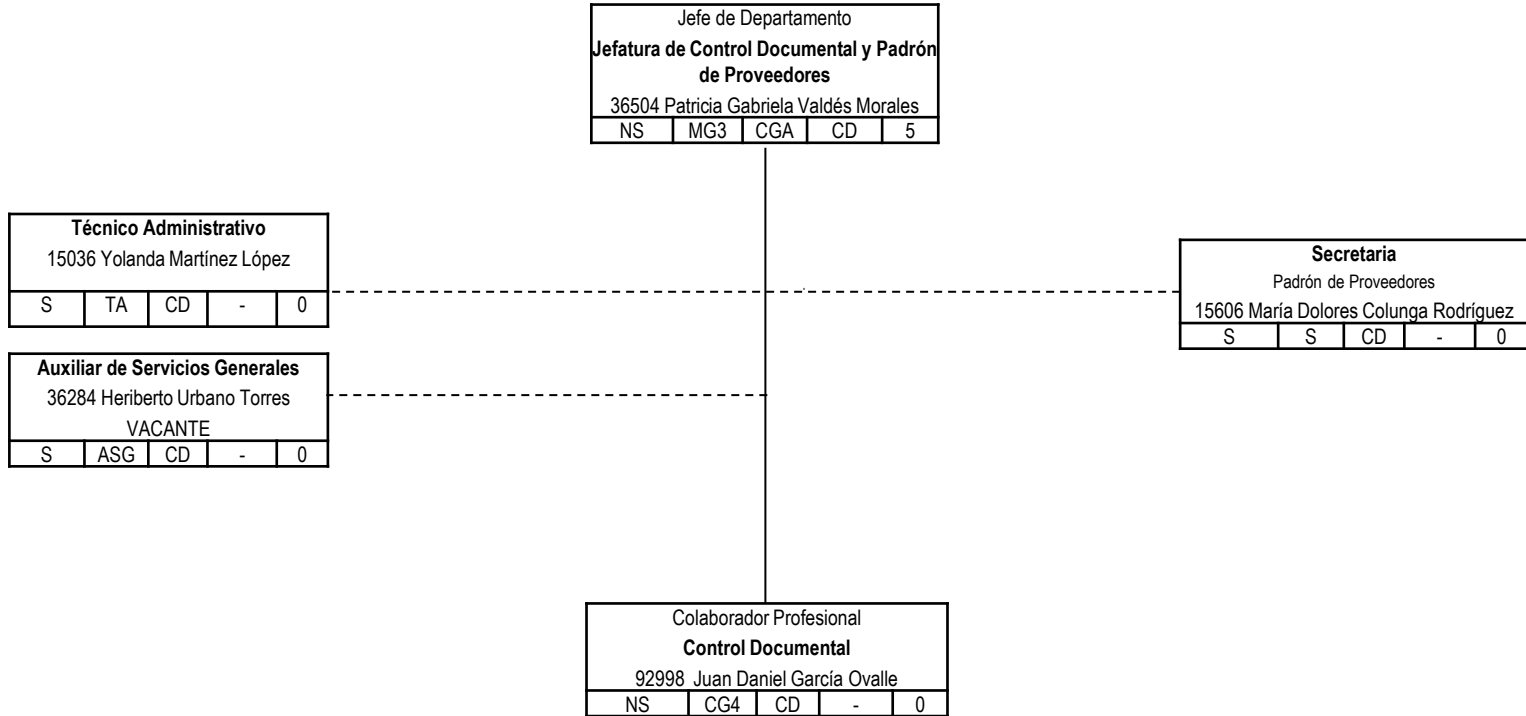 Jefe de Departamento
Jefatura de Control Documental y Padrón
de Proveedores
36504 Patricia Gabriela Valdés Morales
NS MG3 CGA CD 5
Técnico Administrativo
15036 Yolanda Martínez López
S TA CD - 0
Secretaria
Padrón de Proveedores
15606 María Dolores Colunga Rodríguez
S S CD - 0
Auxiliar de Servicios Generales
36284 Heriberto Urbano Torres
VACANTE
S ASG CD - 0
Colaborador Profesional
Control Documental
92998 Juan Daniel García Ovalle
NS CG4 CD - 0